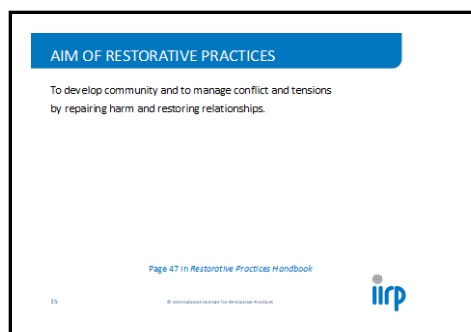 AIM OF RESTORATIVE PRACTICES
To develop community and to manage conflict and tensions
by repairing harm and restoring relationships.
Page 47 in Restorative Practices Handbook
15
© International Institute for Restorative Practices
iirp